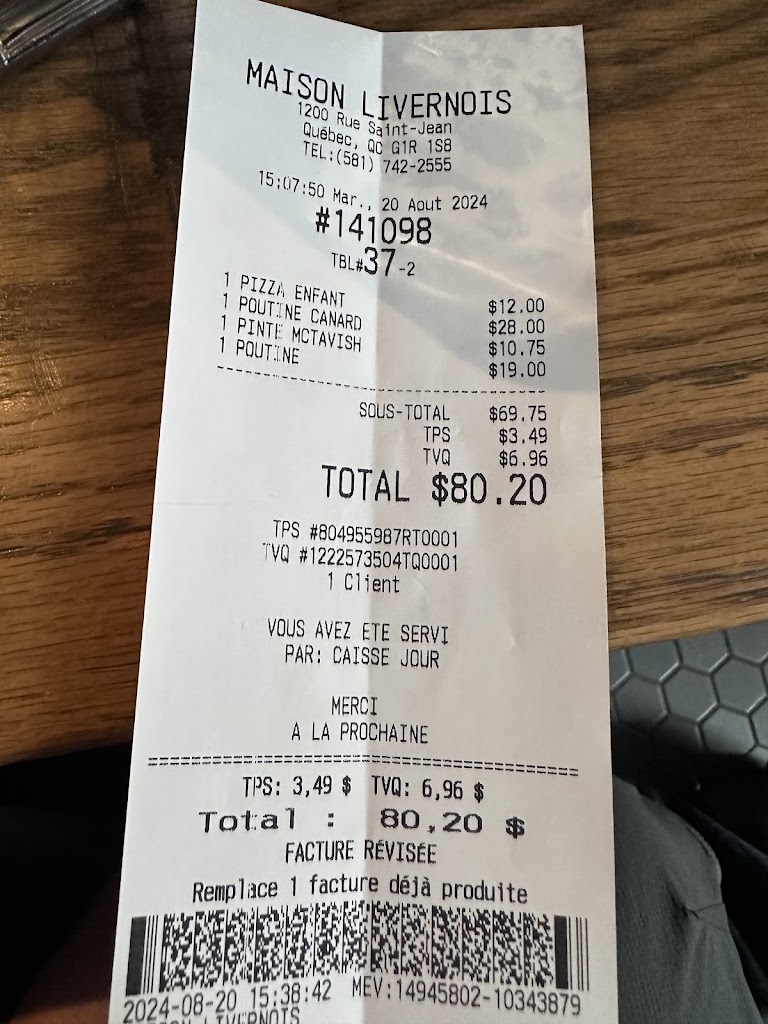 MAISON LIVERNOIS
1200 Rue Saint-Jean
Québec, QC G1R 1S8
TEL:(581) 742-2555
15:07:50 Mar., 20 Aout 2024
#141098
TBL#37-2
1 PIZZA ENFANT $12.00
1 POUTINE CANARD $28.00
1 PINTE MCTAVISH $10.75
1 POUTINE $19.00
SOUS-TOTAL $69.75
TPS $3.49
TVQ $6.96
TOTAL $80.20
TPS #804955987RT0001
TVQ #1222573504TQ0001
1 Client
VOUS AVEZ ETE SERVI
PAR: CAISSE JOUR
MERCI
A LA PROCHAINE
TPS: 3,49 $ TVQ: 6,96 $
Total : 80,20 $
FACTURE RÉVISÉE
Remplace 1 facture déjà produite
2024-08-20 15:38:42 MEV:14945802-10343879
LIVERNOIS